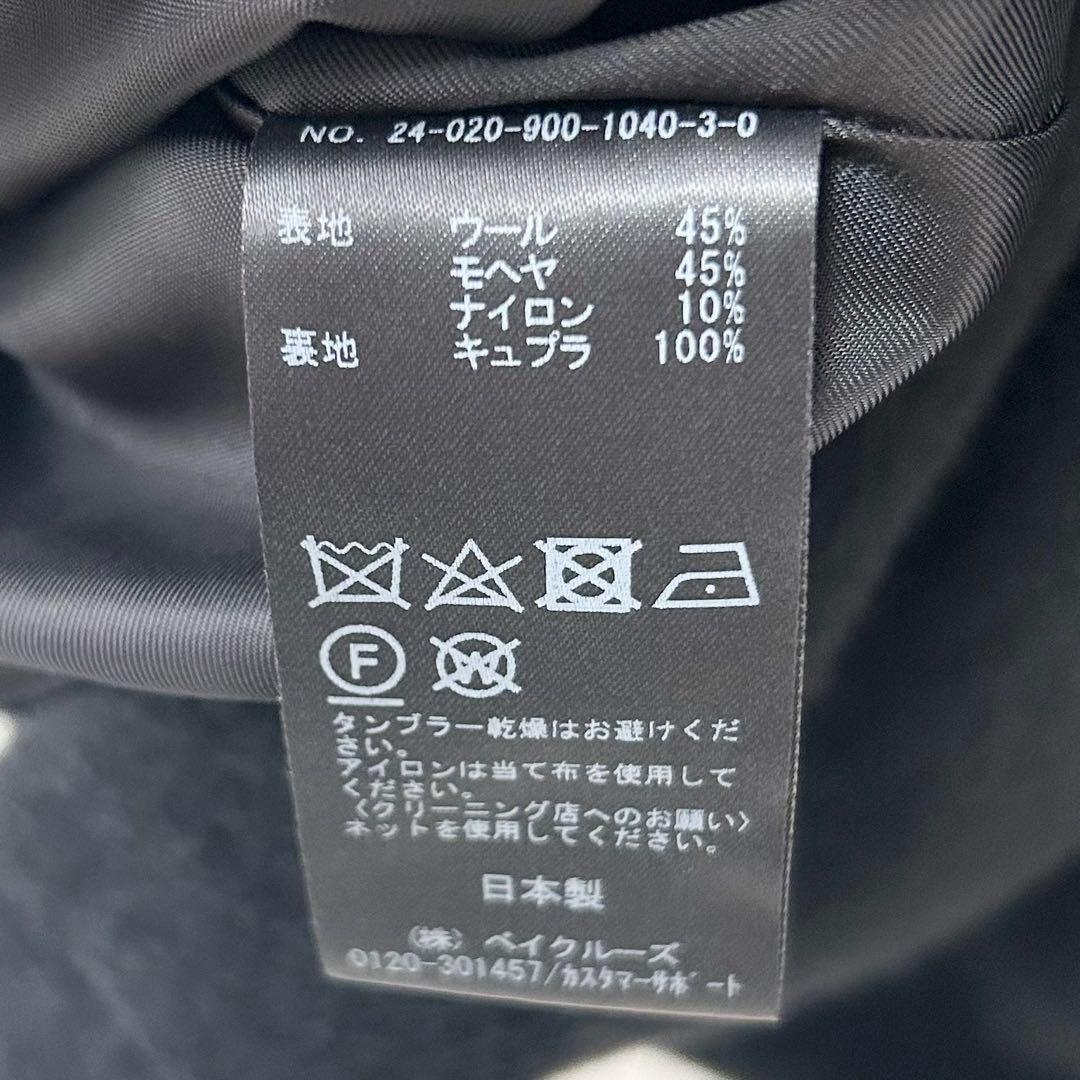 NO. 24-020-900-1040-3-0
表地 ウール 45%
モヘヤ 45%
ナイロン 10%
裏地 キュプラ 100%
F W
タンブラー乾燥はお避けくだ
さい。
アイロンは当て布を使用して
ください。
〈クリーニング店へのお願い〉
ネットを使用してください。
日本製
(株) ベイクルーズ
0120-301457/カスタマーサポート